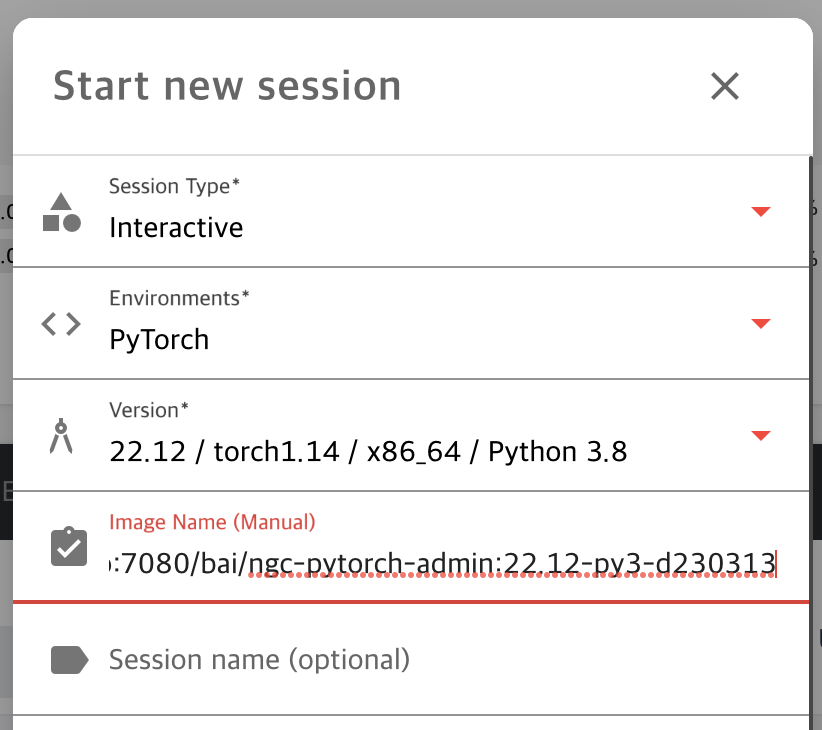 Start new session
Session Type*
Interactive
Environments*
PyTorch
Version*
22.12 / torch1.14 / x86_64 / Python 3.8
Image Name (Manual)
:7080/bai/ngc-pytorch-admin:22.12-py3-d230313
Session name (optional)